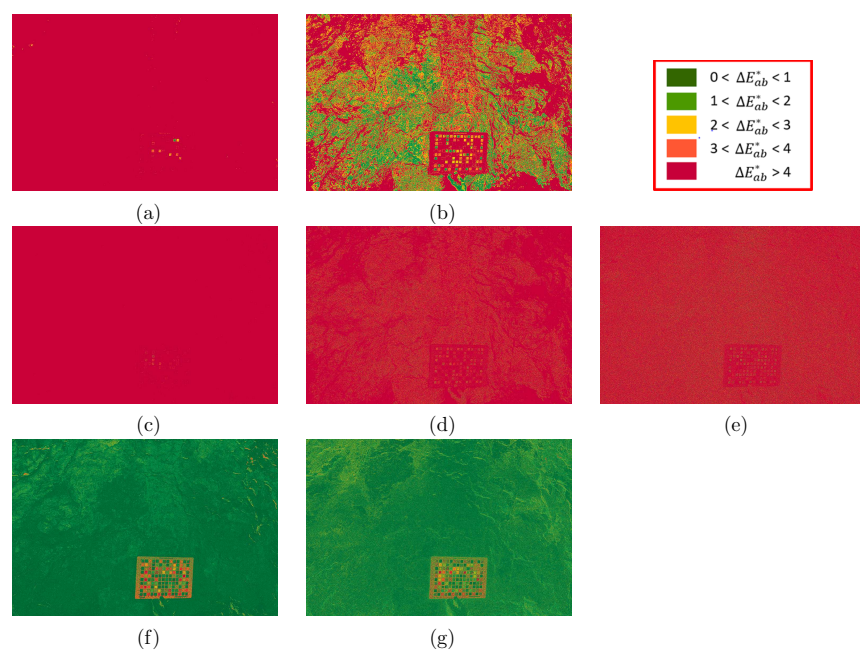 0 < ΔE*ab < 1
1 < ΔE*ab < 2
2 < ΔE*ab < 3
3 < ΔE*ab < 4
ΔE*ab > 4
(a)
(b)
(c)
(d)
(e)
(f)
(g)